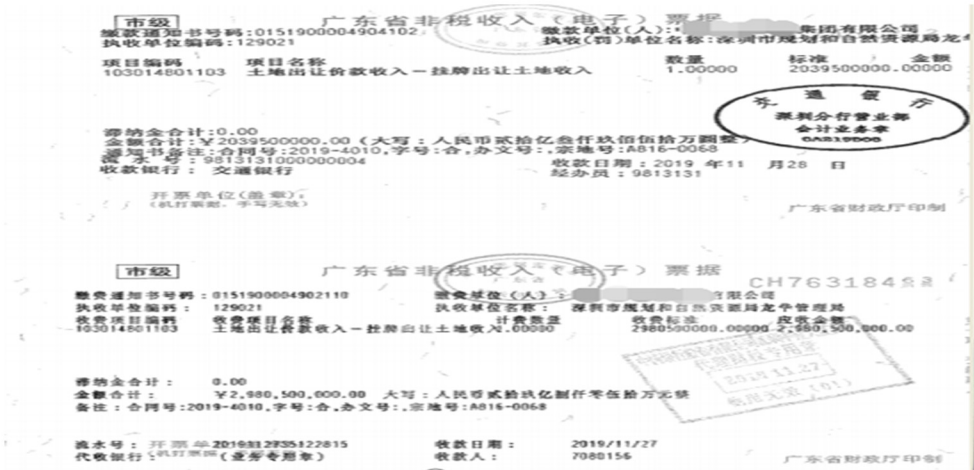 市级 广东省非税收入(电子)票据
缴款通知书号码:0151900004904102 缴款单位(人): 集团有限公司
执收单位编码:129021 执收(罚)单位名称:深圳市规划和自然资源局龙华
项目编码 项目名称 数量 标准 金额
103014801103 土地出让价款收入－挂牌出让土地收入 1.00000 2039500000.00000
交通银行
深圳分行营业部
会计业务章
滞纳金合计:0.00
金额合计:￥2039500000.00 (大写:人民币贰拾亿叁仟玖佰伍拾万圆整)
通知书备注:合同号:2019-4010,字号:合,办文号:,宗地号:A816-0068
流水号:9813131000000004 收款日期:2019 年11 月28 日
收款银行: 交通银行 经办员:9813131
开票单位(盖章):
(机打票据,手写无效) 广东省财政厅印制
市级 广东省非税收入(电子)票据 CH763184
缴费通知书号码: 0151900004902110 缴费单位(人): 有限公司
执收单位编码: 129021 执收单位名称: 深圳市规划和自然资源局龙华管理局
收费项目编码 收费项目名称 计费数量 收费标准 应收金额
103014801103 土地出让价款收入－挂牌出让土地收入.00000 2980500000.00000 2,980,500,000.00
2019.11.27
滞纳金合计: 0.00
金额合计: ￥2,980,500,000.00 大写:人民币贰拾玖亿捌仟零伍拾万元整
备注:合同号:2019-4010,字号:合,办文号:,宗地号:A816-0068
流水号: 2019112735122815 收款日期: 2019/11/27
代收银行: (业务专用章) 收款人: 7080156
广东省财政厅印制